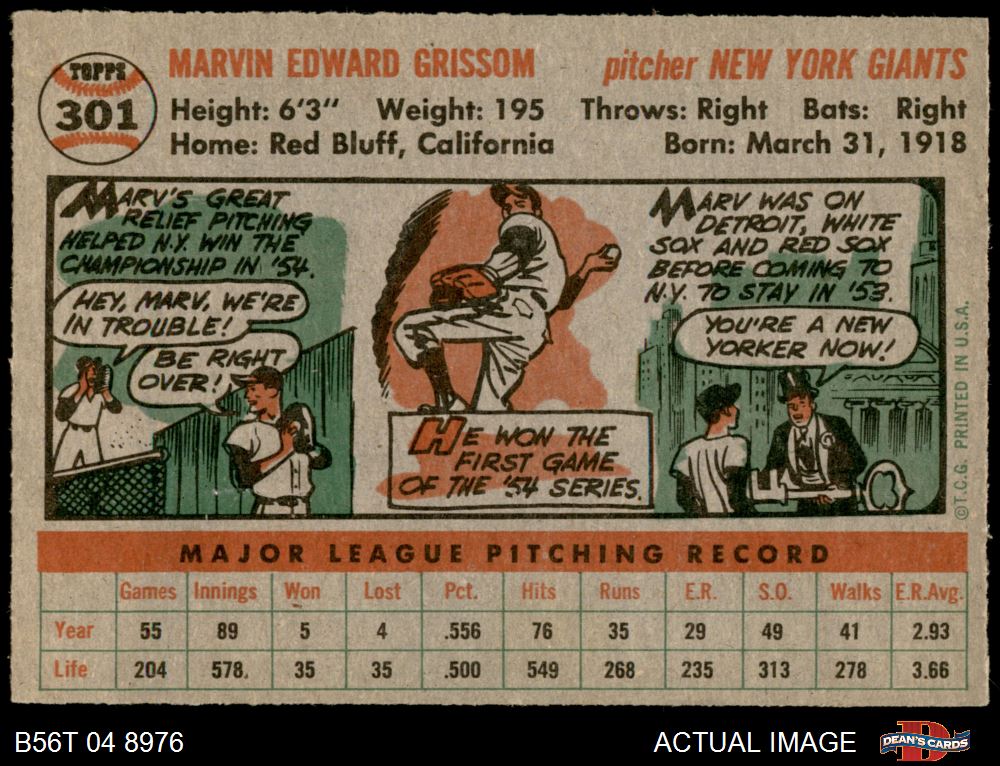 TOPPS
301
MARVIN EDWARD GRISSOM pitcher NEW YORK GIANTS
Height: 6'3" Weight: 195 Throws: Right Bats: Right
Home: Red Bluff, California Born: March 31, 1918
MARV'S GREAT
RELIEF PITCHING
HELPED N.Y. WIN THE
CHAMPIONSHIP IN '54.
HEY, MARV, WE'RE
IN TROUBLE!
BE RIGHT
OVER!
HE WON THE
FIRST GAME
OF THE '54 SERIES.
MARV WAS ON
DETROIT, WHITE
SOX AND RED SOX
BEFORE COMING TO
N.Y. TO STAY IN '53.
YOU'RE A NEW
YORKER NOW!
©T.C.G. PRINTED IN U.S.A.
MAJOR LEAGUE PITCHING RECORD
Games Innings Won Lost Pct. Hits Runs E.R. S.O. Walks E.R.Avg.
Year 55 89 5 4 .556 76 35 29 49 41 2.93
Life 204 578. 35 35 .500 549 268 235 313 278 3.66
B56T 04 8976 ACTUAL IMAGE
D
DEAN'S CARDS